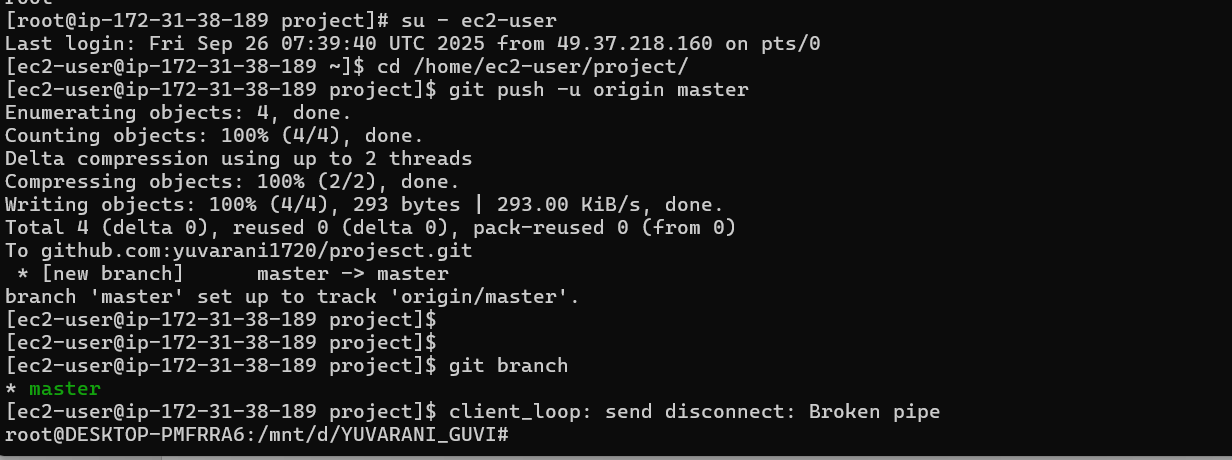 root
[root@ip-172-31-38-189 project]# su - ec2-user
Last login: Fri Sep 26 07:39:40 UTC 2025 from 49.37.218.160 on pts/0
[ec2-user@ip-172-31-38-189 ~]$ cd /home/ec2-user/project/
[ec2-user@ip-172-31-38-189 project]$ git push -u origin master
Enumerating objects: 4, done.
Counting objects: 100% (4/4), done.
Delta compression using up to 2 threads
Compressing objects: 100% (2/2), done.
Writing objects: 100% (4/4), 293 bytes | 293.00 KiB/s, done.
Total 4 (delta 0), reused 0 (delta 0), pack-reused 0 (from 0)
To github.com:yuvarani1720/projesct.git
 * [new branch]      master -> master
branch 'master' set up to track 'origin/master'.
[ec2-user@ip-172-31-38-189 project]$
[ec2-user@ip-172-31-38-189 project]$
[ec2-user@ip-172-31-38-189 project]$ git branch
* master
[ec2-user@ip-172-31-38-189 project]$ client_loop: send disconnect: Broken pipe
root@DESKTOP-PMFRRA6:/mnt/d/YUVARANI_GUVI#